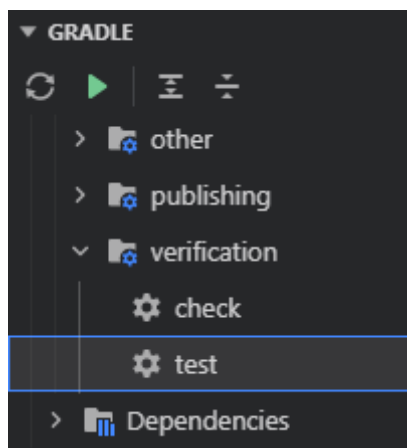 GRADLE
other
publishing
verification
check
test
Dependencies